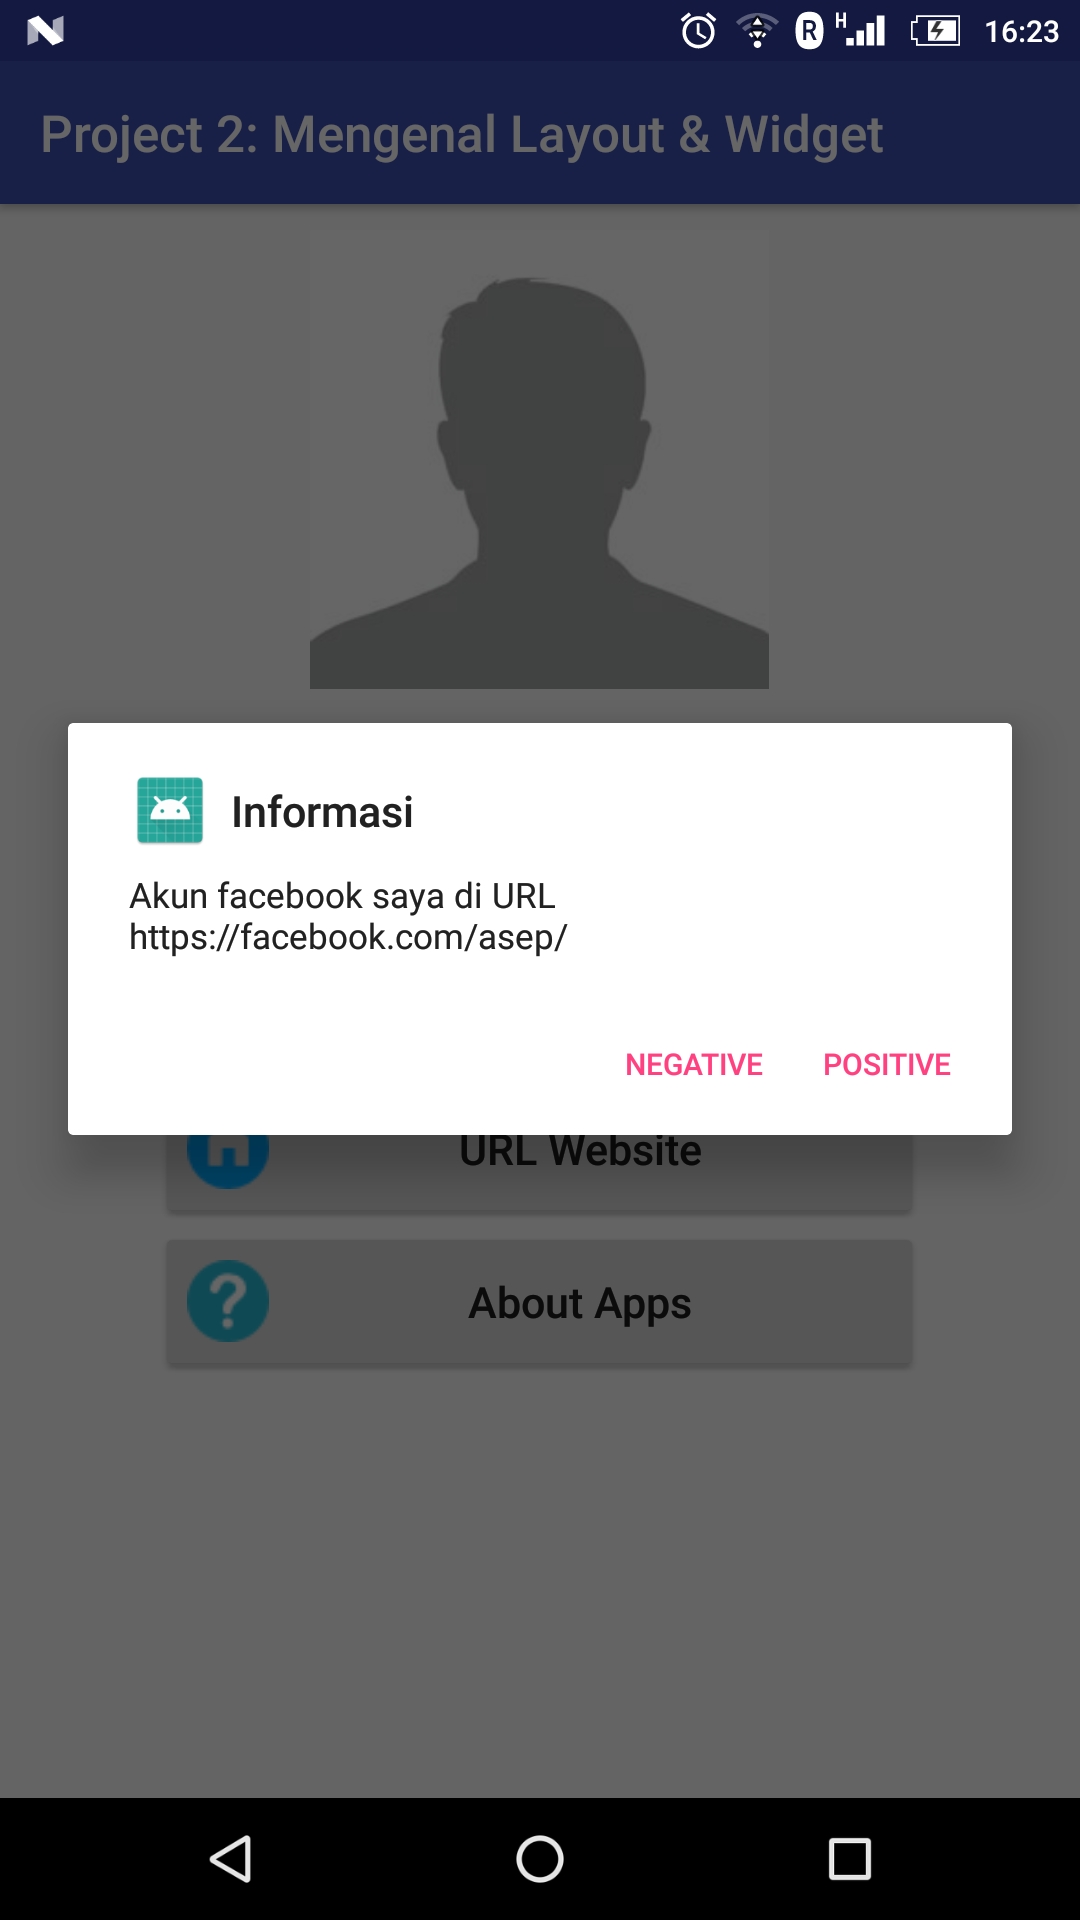 R H 16:23
Project 2: Mengenal Layout & Widget
Informasi
Akun facebook saya di URL
https://facebook.com/asep/
NEGATIVE POSITIVE
URL Website
? About Apps